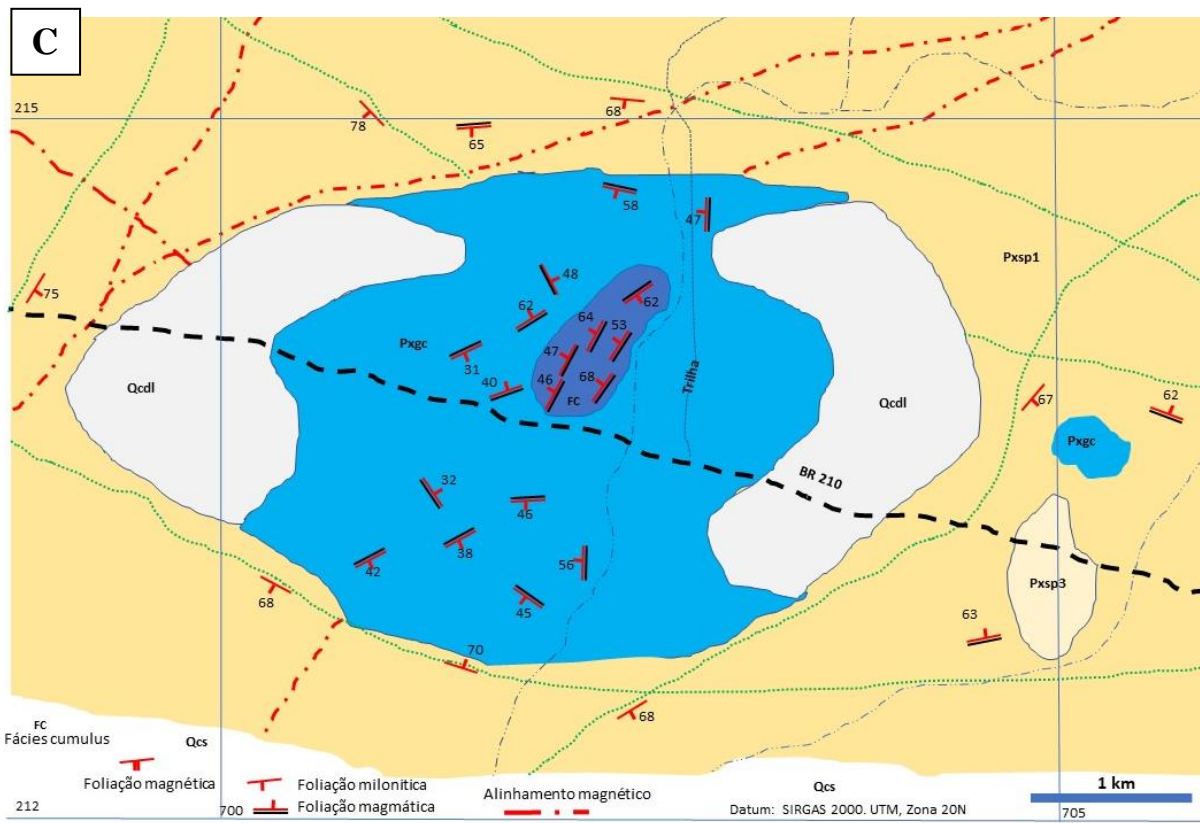 C
215
78
65
68
58
47
Pxsp1
48
75
62
62
64
53
Pxgc
47
31
40
46
68
FC
Trilha
Qcdl
Qcdl
67
62
Pxgc
BR 210
32
46
38
42
56
45
68
Pxsp3
63
70
68
FC
Fácies cumulus
Qcs
Foliação magnética
Foliação milonitica
Foliação magmática
Alinhamento magnético
Qcs
1 km
212
700
Datum: SIRGAS 2000. UTM, Zona 20N
705